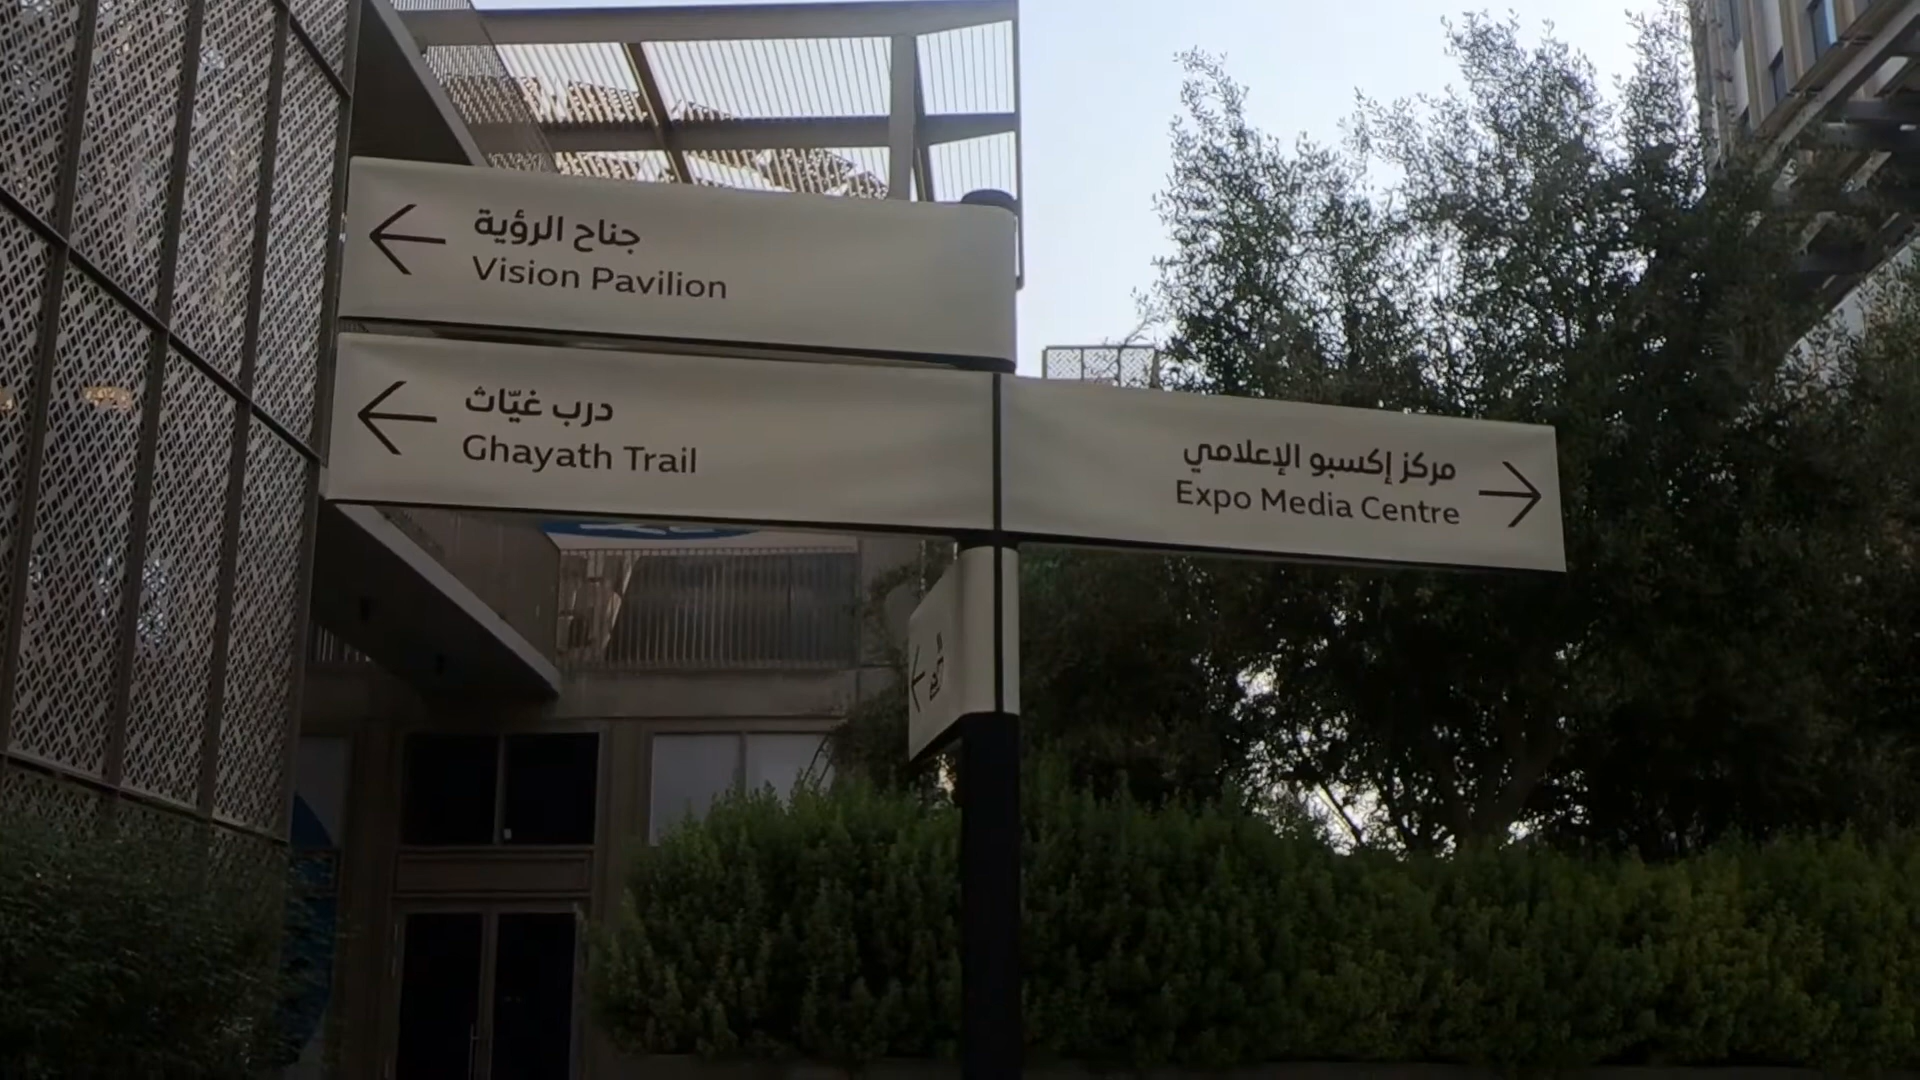 جناح الرؤية
Vision Pavilion
درب غيّاث
Ghayath Trail
مركز إكسبو الإعلامي
Expo Media Centre